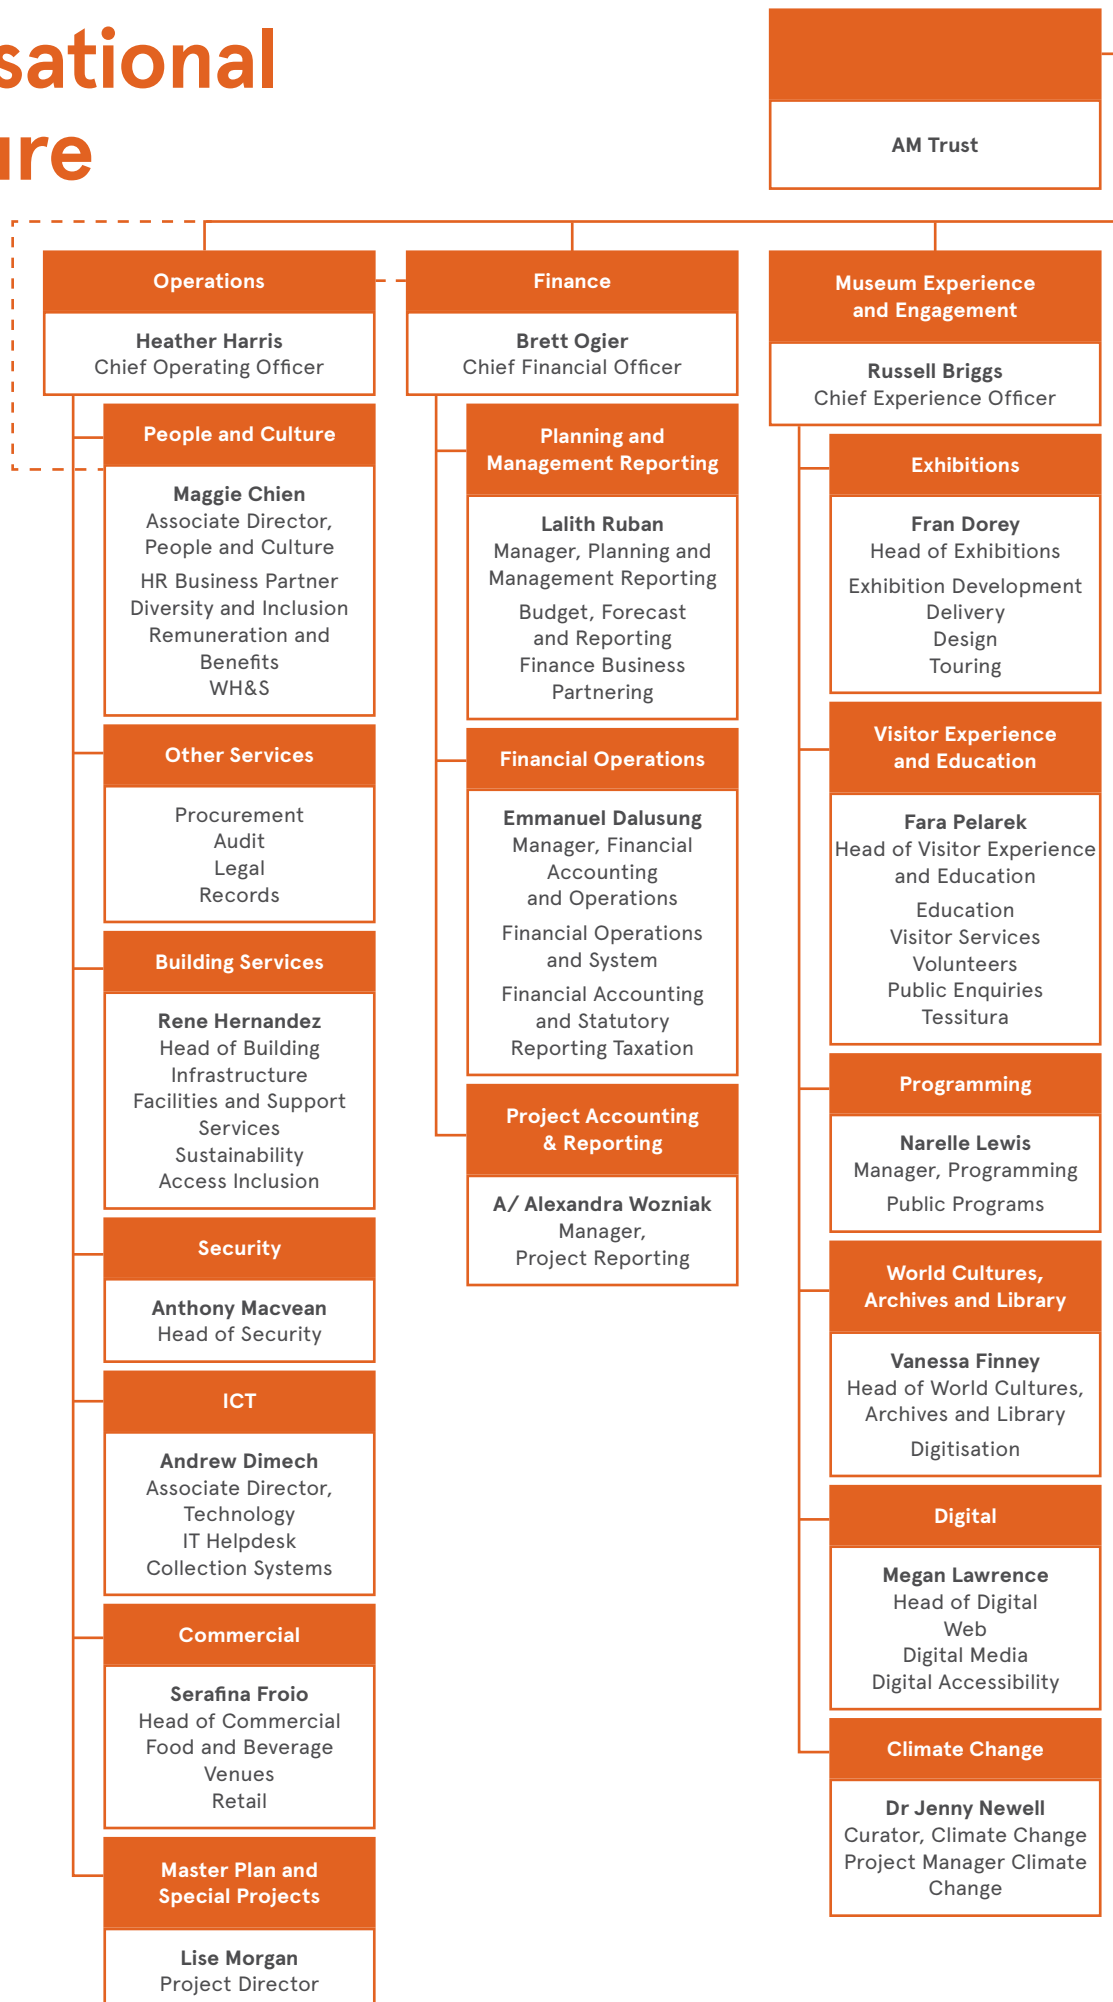 sational
ure
AM Trust
Operations
Heather Harris
Chief Operating Officer
People and Culture
Maggie Chien
Associate Director,
People and Culture
HR Business Partner
Diversity and Inclusion
Remuneration and
Benefits
WH&S
Other Services
Procurement
Audit
Legal
Records
Building Services
Rene Hernandez
Head of Building
Infrastructure
Facilities and Support
Services
Sustainability
Access Inclusion
Security
Anthony Macvean
Head of Security
ICT
Andrew Dimech
Associate Director,
Technology
IT Helpdesk
Collection Systems
Commercial
Serafina Froio
Head of Commercial
Food and Beverage
Venues
Retail
Master Plan and
Special Projects
Lise Morgan
Project Director
Finance
Brett Ogier
Chief Financial Officer
Planning and
Management Reporting
Lalith Ruban
Manager, Planning and
Management Reporting
Budget, Forecast
and Reporting
Finance Business
Partnering
Financial Operations
Emmanuel Dalusung
Manager, Financial
Accounting
and Operations
Financial Operations
and System
Financial Accounting
and Statutory
Reporting Taxation
Project Accounting
& Reporting
A/ Alexandra Wozniak
Manager,
Project Reporting
Museum Experience
and Engagement
Russell Briggs
Chief Experience Officer
Exhibitions
Fran Dorey
Head of Exhibitions
Exhibition Development
Delivery
Design
Touring
Visitor Experience
and Education
Fara Pelarek
Head of Visitor Experience
and Education
Education
Visitor Services
Volunteers
Public Enquiries
Tessitura
Programming
Narelle Lewis
Manager, Programming
Public Programs
World Cultures,
Archives and Library
Vanessa Finney
Head of World Cultures,
Archives and Library
Digitisation
Digital
Megan Lawrence
Head of Digital
Web
Digital Media
Digital Accessibility
Climate Change
Dr Jenny Newell
Curator, Climate Change
Project Manager Climate
Change